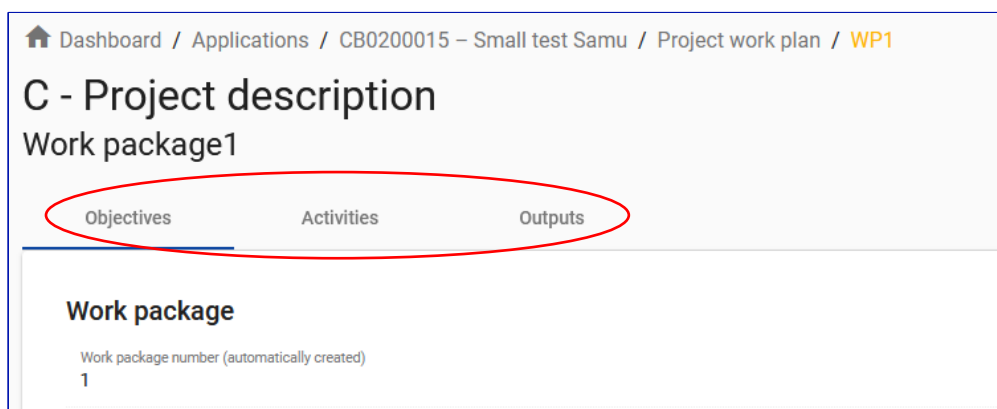 Dashboard / Applications / CB0200015 – Small test Samu / Project work plan / WP1
C - Project description
Work package1
Objectives Activities Outputs
Work package
Work package number (automatically created)
1